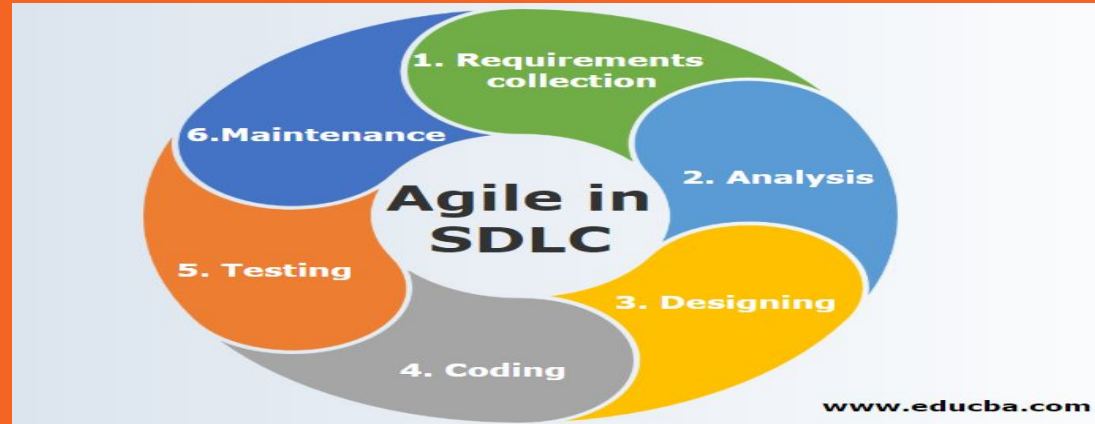 1. Requirements
collection
2. Analysis
3. Designing
4. Coding
5. Testing
6.Maintenance
Agile in
SDLC
www.educba.com